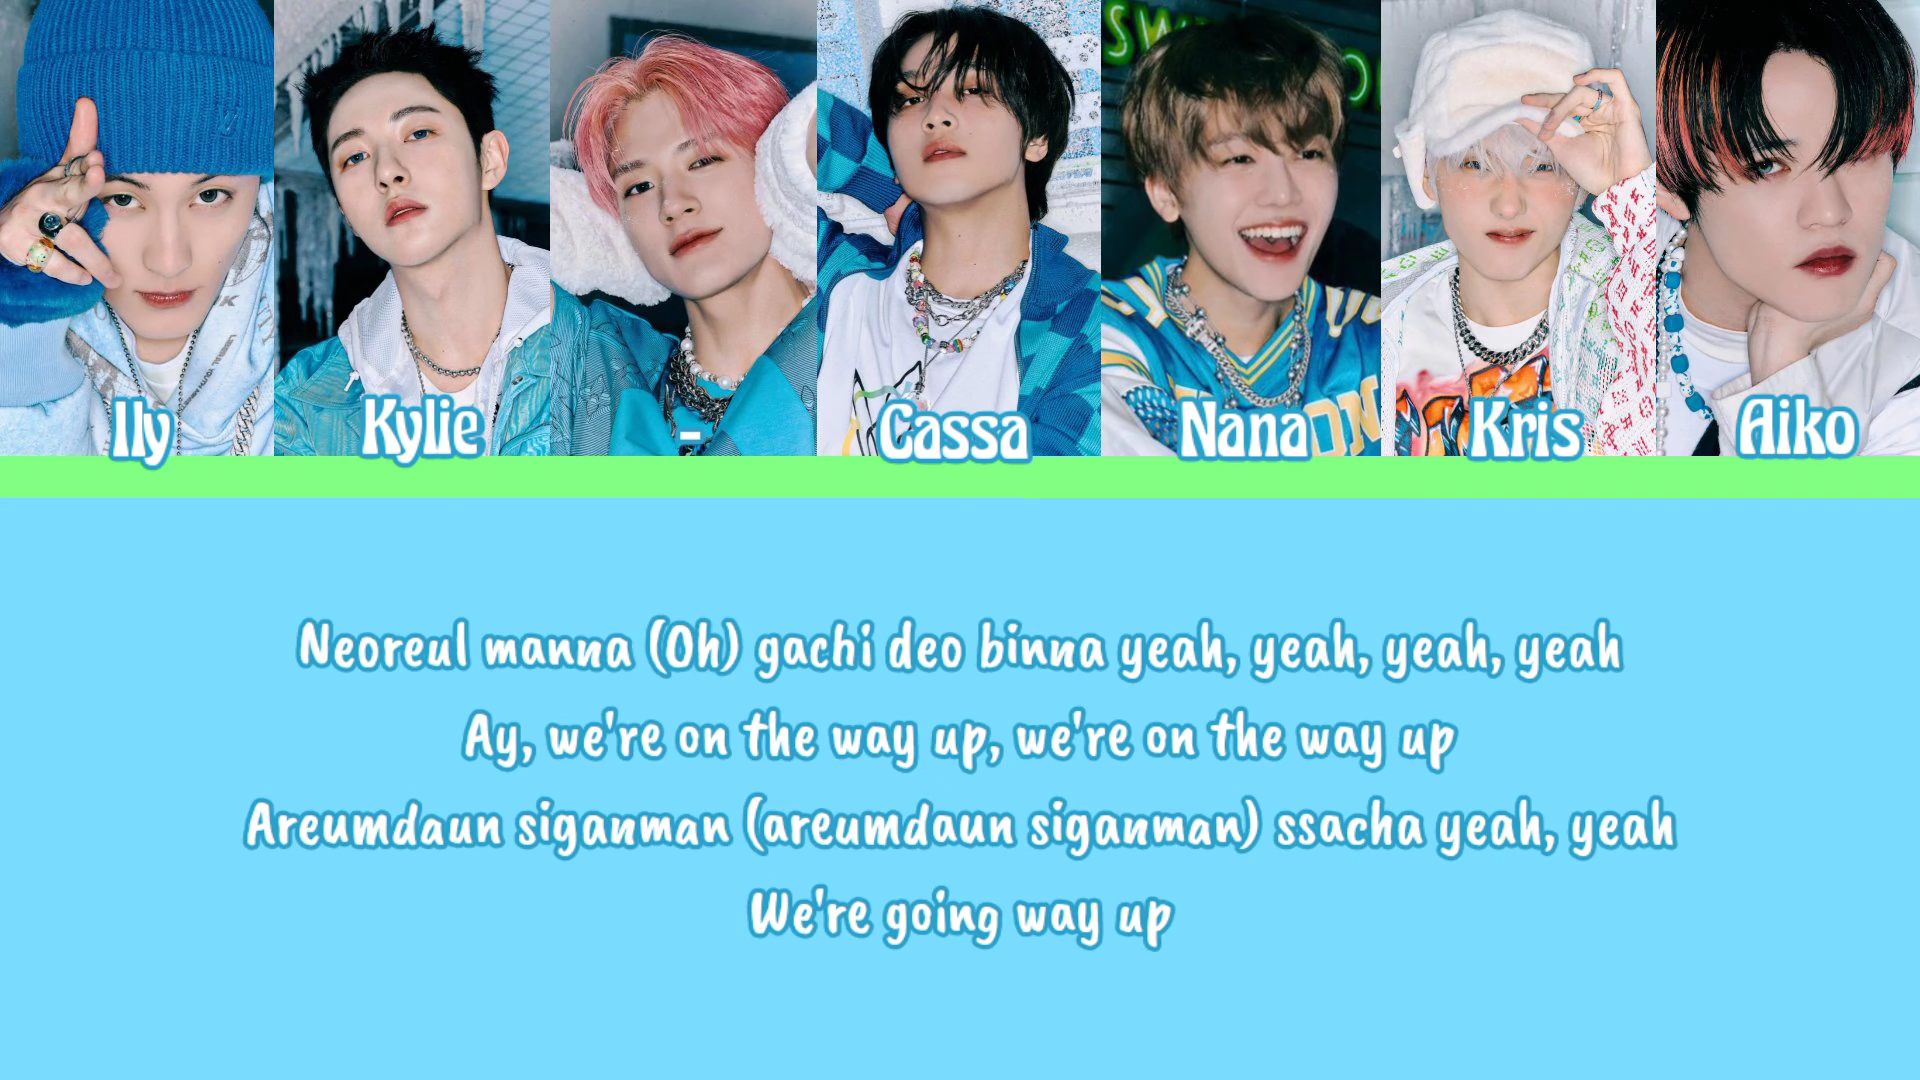 SW
Ily
Kylie
-
Cassa
Nana
Kris
Aiko
Neoreul manna (Oh) gachi deo binna yeah, yeah, yeah, yeah
Ay, we're on the way up, we're on the way up
Areumdaun siganman (areumdaun siganman) ssacha yeah, yeah
We're going way up